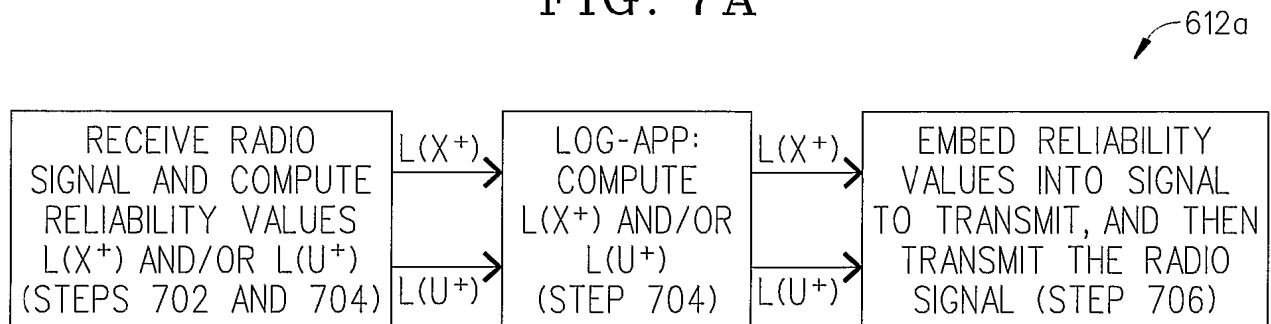 FIG. 7A
612a
RECEIVE RADIO
SIGNAL AND COMPUTE
RELIABILITY VALUES
L(X+) AND/OR L(U+)
(STEPS 702 AND 704)
L(X+)
L(U+)
LOG-APP:
COMPUTE
L(X+) AND/OR
L(U+)
(STEP 704)
L(X+)
L(U+)
EMBED RELIABILITY
VALUES INTO SIGNAL
TO TRANSMIT, AND THEN
TRANSMIT THE RADIO
SIGNAL (STEP 706)